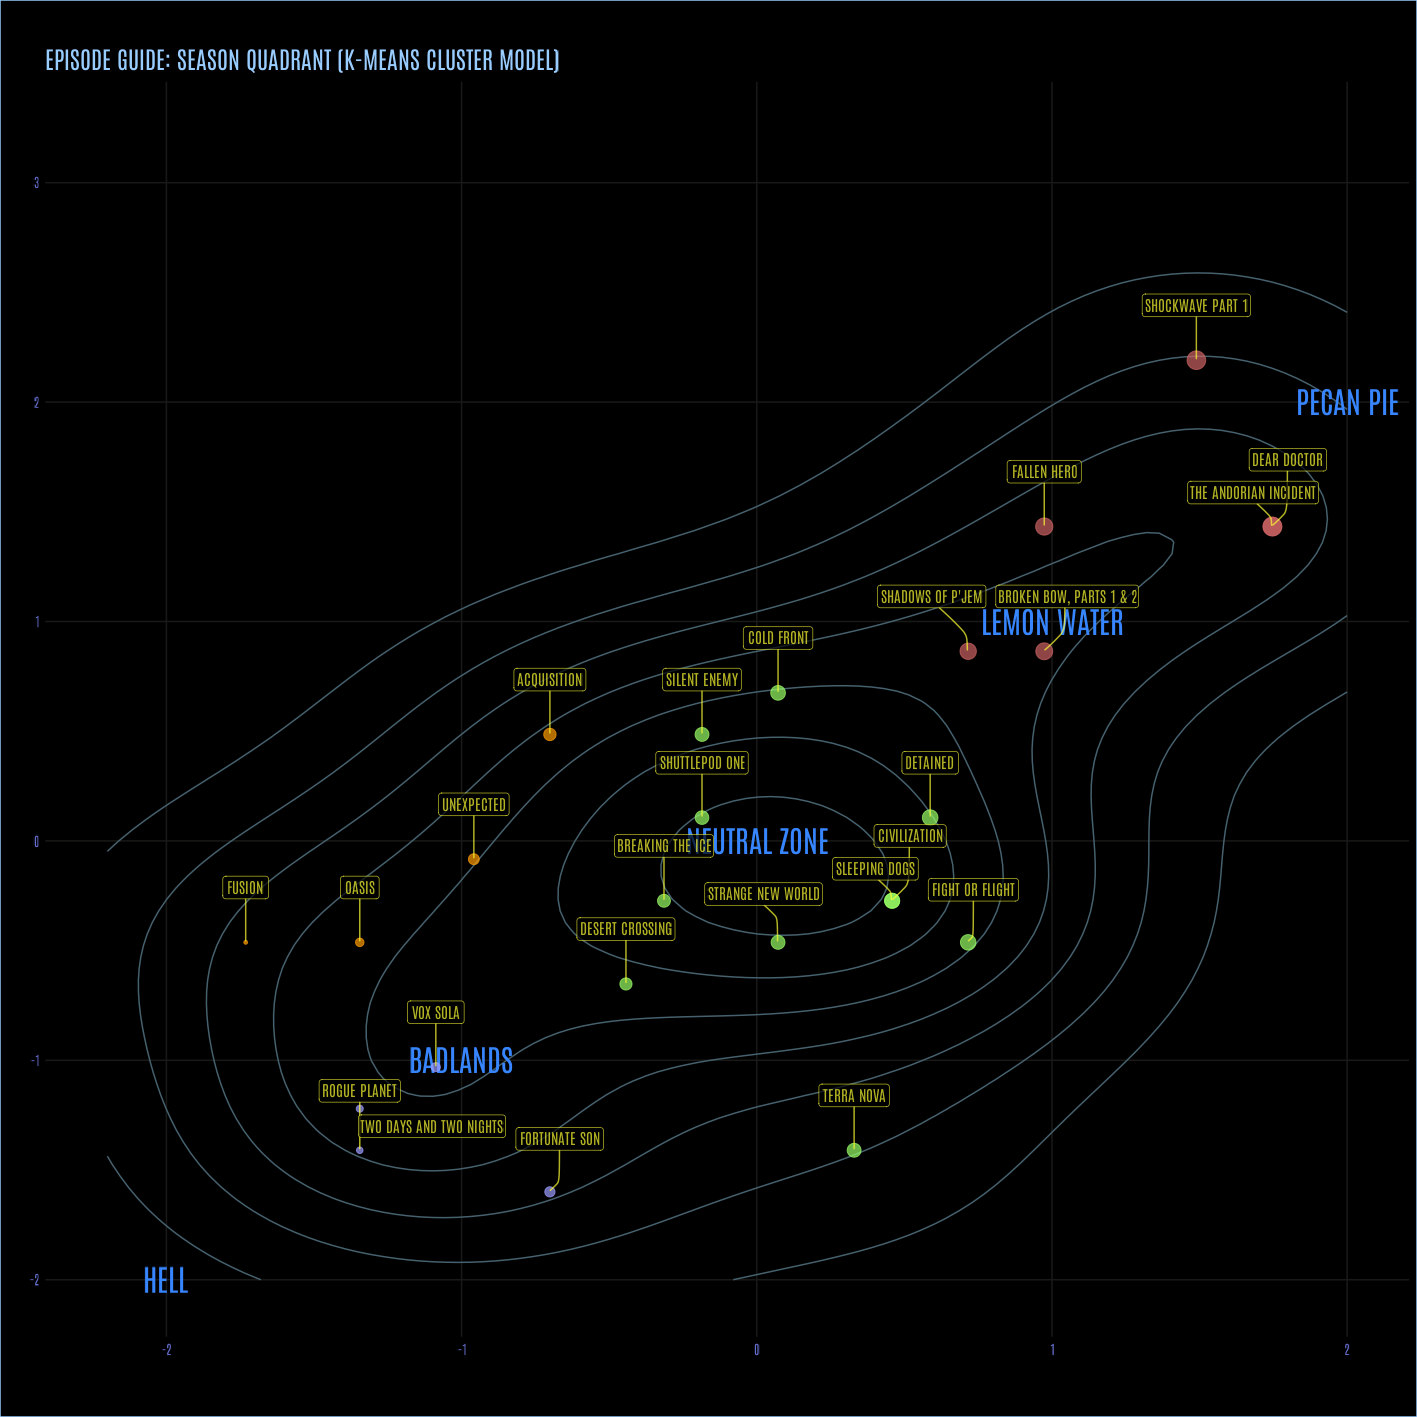 EPISODE GUIDE: SEASON QUADRANT (K-MEANS CLUSTER MODEL)
3
SHOCKWAVE PART 1
2
PECAN PIE
DEAR DOCTOR
FALLEN HERO
THE ANDORIAN INCIDENT
SHADOWS OF P'JEM
BROKEN BOW, PARTS 1 & 2
1
LEMON WATER
COLD FRONT
ACQUISITION
SILENT ENEMY
SHUTTLEPOD ONE
DETAINED
UNEXPECTED
CIVILIZATION
0
NEUTRAL ZONE
BREAKING THE ICE
SLEEPING DOGS
FUSION
OASIS
STRANGE NEW WORLD
FIGHT OR FLIGHT
DESERT CROSSING
VOX SOLA
-1
BADLANDS
ROGUE PLANET
TERRA NOVA
TWO DAYS AND TWO NIGHTS
FORTUNATE SON
-2
HELL
-2
-1
0
1
2